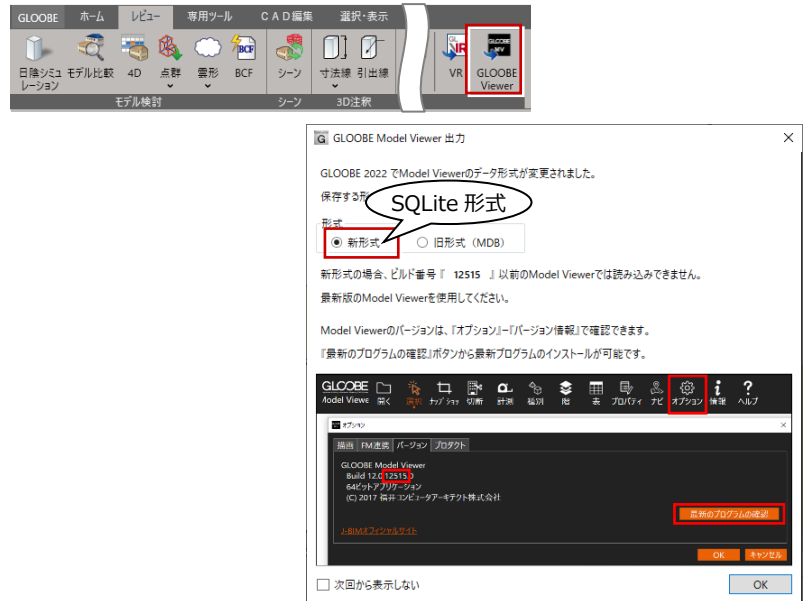 GLOOBE ホーム レビュー 専用ツール CAD編集 選択・表示
日陰シミュ モデル比較 4D 点群 雲形 BCF シーン 寸法線 引出線 VR GLOOBE
レーション Viewer
モデル検討 シーン 3D注釈
GLOOBE Model Viewer 出力
GLOOBE 2022 でModel Viewerのデータ形式が変更されました。
保存する形
SQLite 形式
形式
新形式 旧形式（MDB）
新形式の場合、ビルド番号『 12515 』以前のModel Viewerでは読み込みできません。
最新版のModel Viewerを使用してください。
Model Viewerのバージョンは、『オプション』-『バージョン情報』で確認できます。
『最新のプログラムの確認』ボタンから最新プログラムのインストールが可能です。
GLOOBE
Model Viewe 開く 選択 ナップショッ 切断 計測 種別 階 表 プロパティ ナビ オプション 情報 ヘルプ
オプション
描画 FM連携 バージョン プロダクト
GLOOBE Model Viewer
Build 12.0.12515.0
64ビットアプリケーション
(C) 2017 福井コンピュータアーキテクト株式会社
最新のプログラムの確認
J-BIMオフィシャルサイト
OK キャンセル
次回から表示しない OK